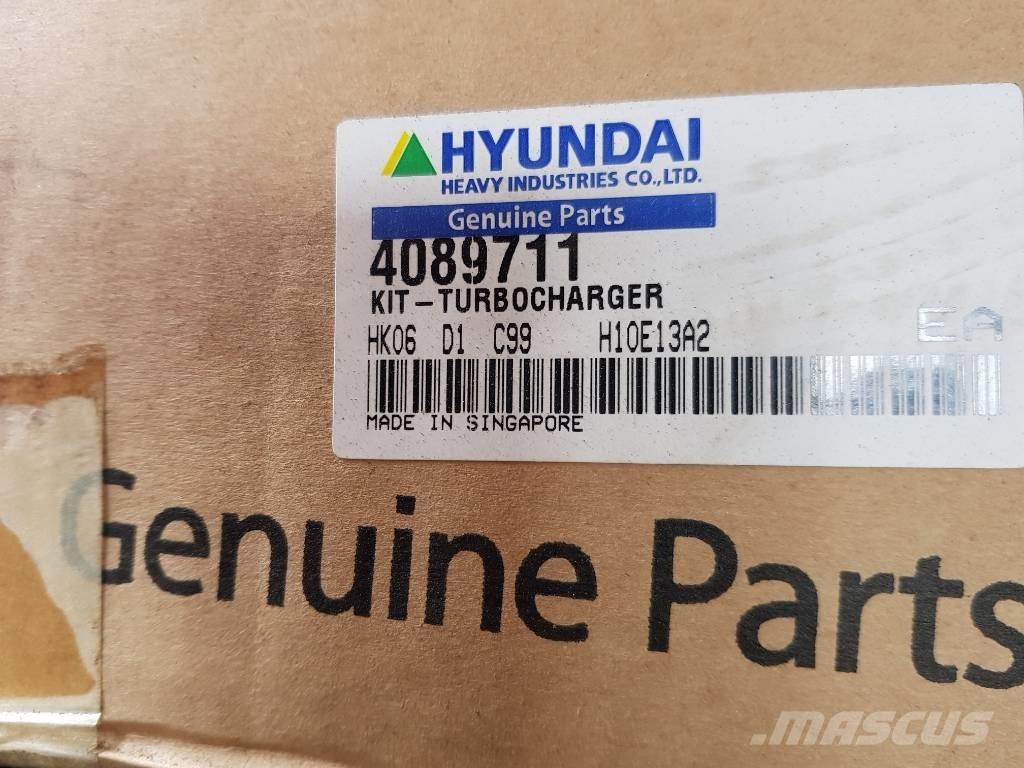 HYUNDAI
HEAVY INDUSTRIES CO.,LTD.
Genuine Parts
4089711
KIT-TURBOCHARGER
HK06 D1 C99 H10E13A2
EA
MADE IN SINGAPORE
Genuine Parts
MASCUS